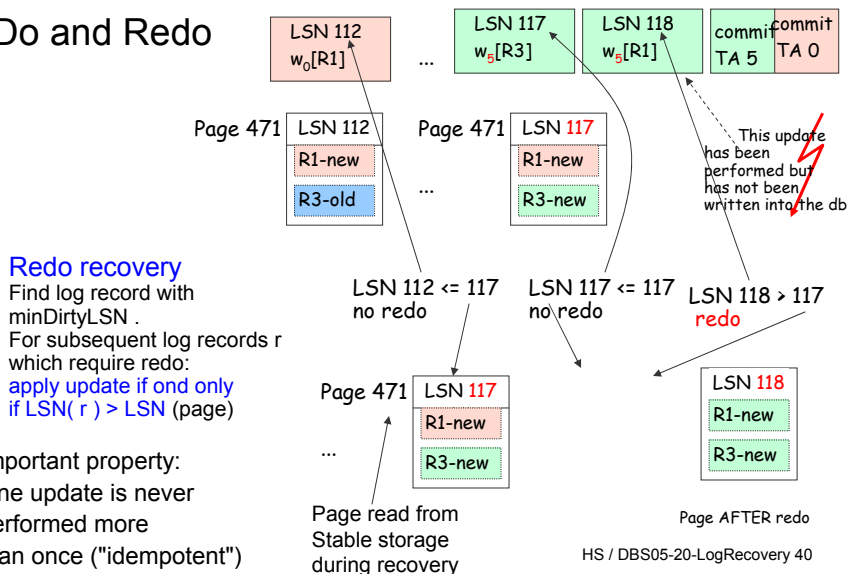 Do and Redo
LSN 112
w0[R1]
...
LSN 117
w5[R3]
LSN 118
w5[R1]
commit
TA 5
commit
TA 0
Page 471
LSN 112
R1-new
R3-old
Page 471
LSN 117
R1-new
R3-new
...
This update
has been
performed but
has not been
written into the db
Redo recovery
Find log record with
minDirtyLSN .
For subsequent log records r
which require redo:
apply update if ond only
if LSN( r ) > LSN (page)
LSN 112 <= 117
no redo
LSN 117 <= 117
no redo
LSN 118 > 117
redo
Page 471
LSN 117
R1-new
R3-new
...
LSN 118
R1-new
R3-new
mportant property:
ne update is never
erformed more
an once ("idempotent")
Page read from
Stable storage
during recovery
Page AFTER redo
HS / DBS05-20-LogRecovery 40